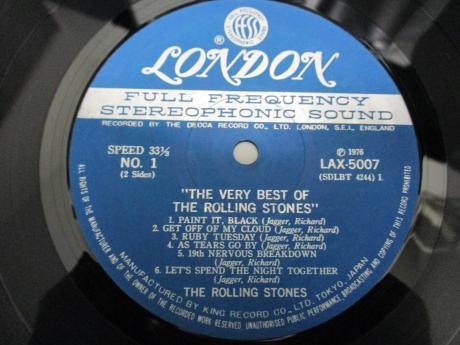 FULL FREQUENCY STEREOPHONIC SOUND
ffss
®
LONDON
FULL FREQUENCY
STEREOPHONIC SOUND
RECORDED BY THE DECCA RECORD CO., LTD. LONDON, S.E.I., ENGLAND
SPEED 33⅓
NO. 1
(2 Sides)
Ⓟ 1976
LAX-5007
(SDLBT 4244) 1.
"THE VERY BEST OF
THE ROLLING STONES"
1. PAINT IT, BLACK (Jagger, Richard)
2. GET OFF OF MY CLOUD (Jagger, Richard)
3. RUBY TUESDAY (Jagger, Richard)
4. AS TEARS GO BY (Jagger, Richard)
5. 19th NERVOUS BREAKDOWN
(Jagger, Richard)
6. LET'S SPEND THE NIGHT TOGETHER
(Jagger, Richard)
THE ROLLING STONES
MANUFACTURED BY KING RECORD CO. LTD. TOKYO, JAPAN
ALL RIGHTS OF THE MANUFACTURER AND OF THE OWNER OF THE RECORDED WORK RESERVED. UNAUTHORISED PUBLIC PERFORMANCE, BROADCASTING AND COPYING OF THIS RECORD PROHIBITED